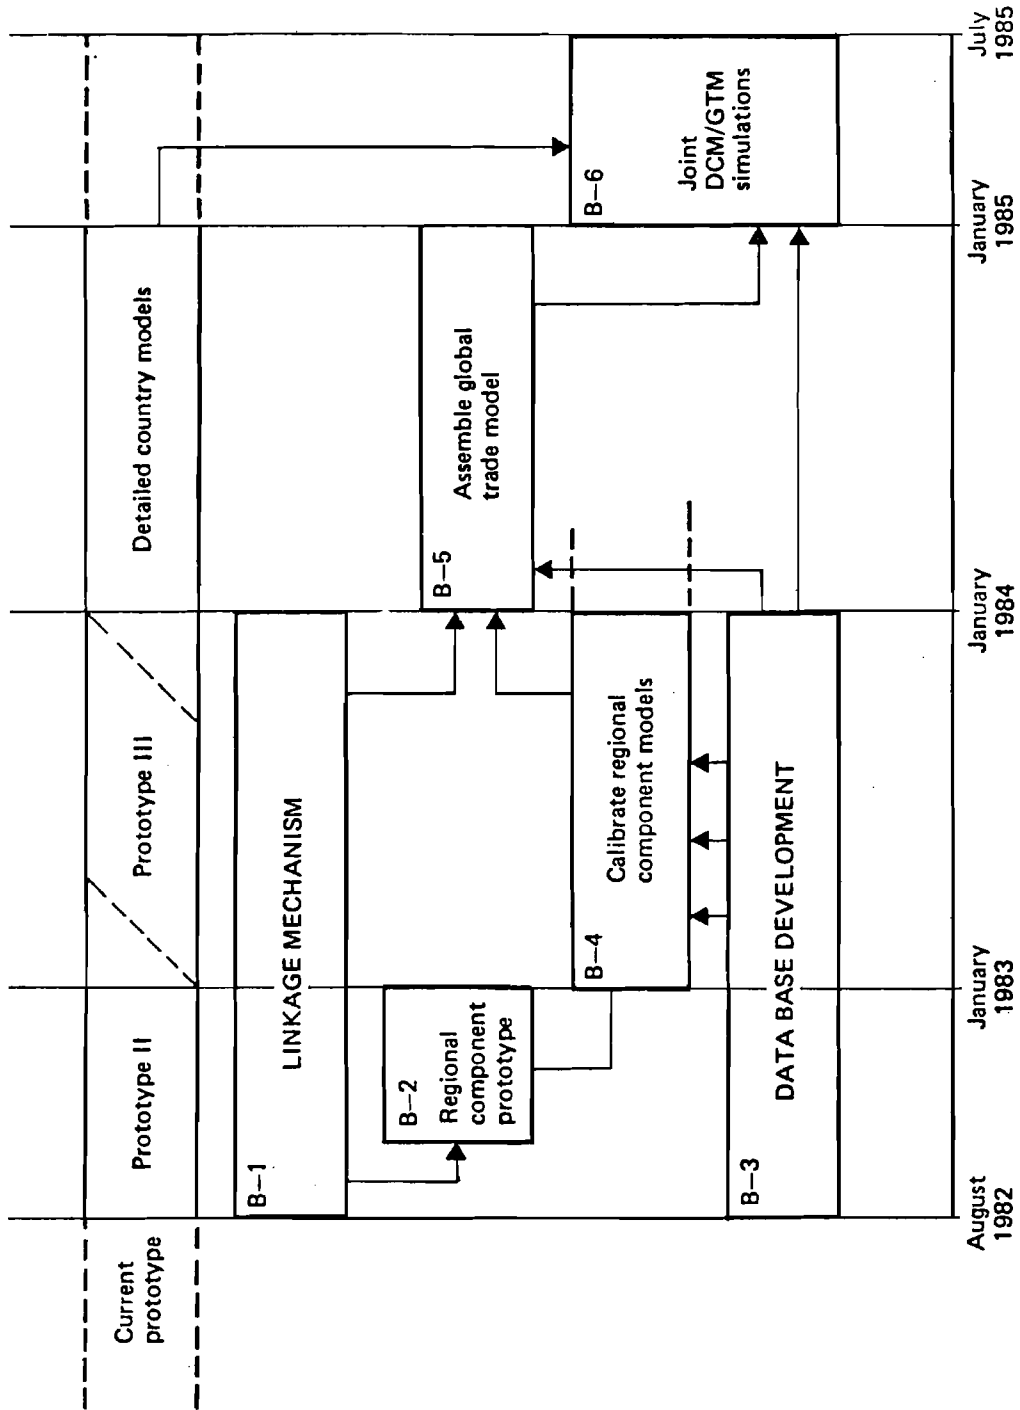 Current
prototype
Prototype II
Prototype III
Detailed country models
B—1
LINKAGE MECHANISM
B—2
Regional
component
prototype
B—5
Assemble global
trade model
B—4
Calibrate regional
component models
B—6
Joint
DCM/GTM
simulations
B—3
DATA BASE DEVELOPMENT
August
1982
January
1983
January
1984
January
1985
July
1985